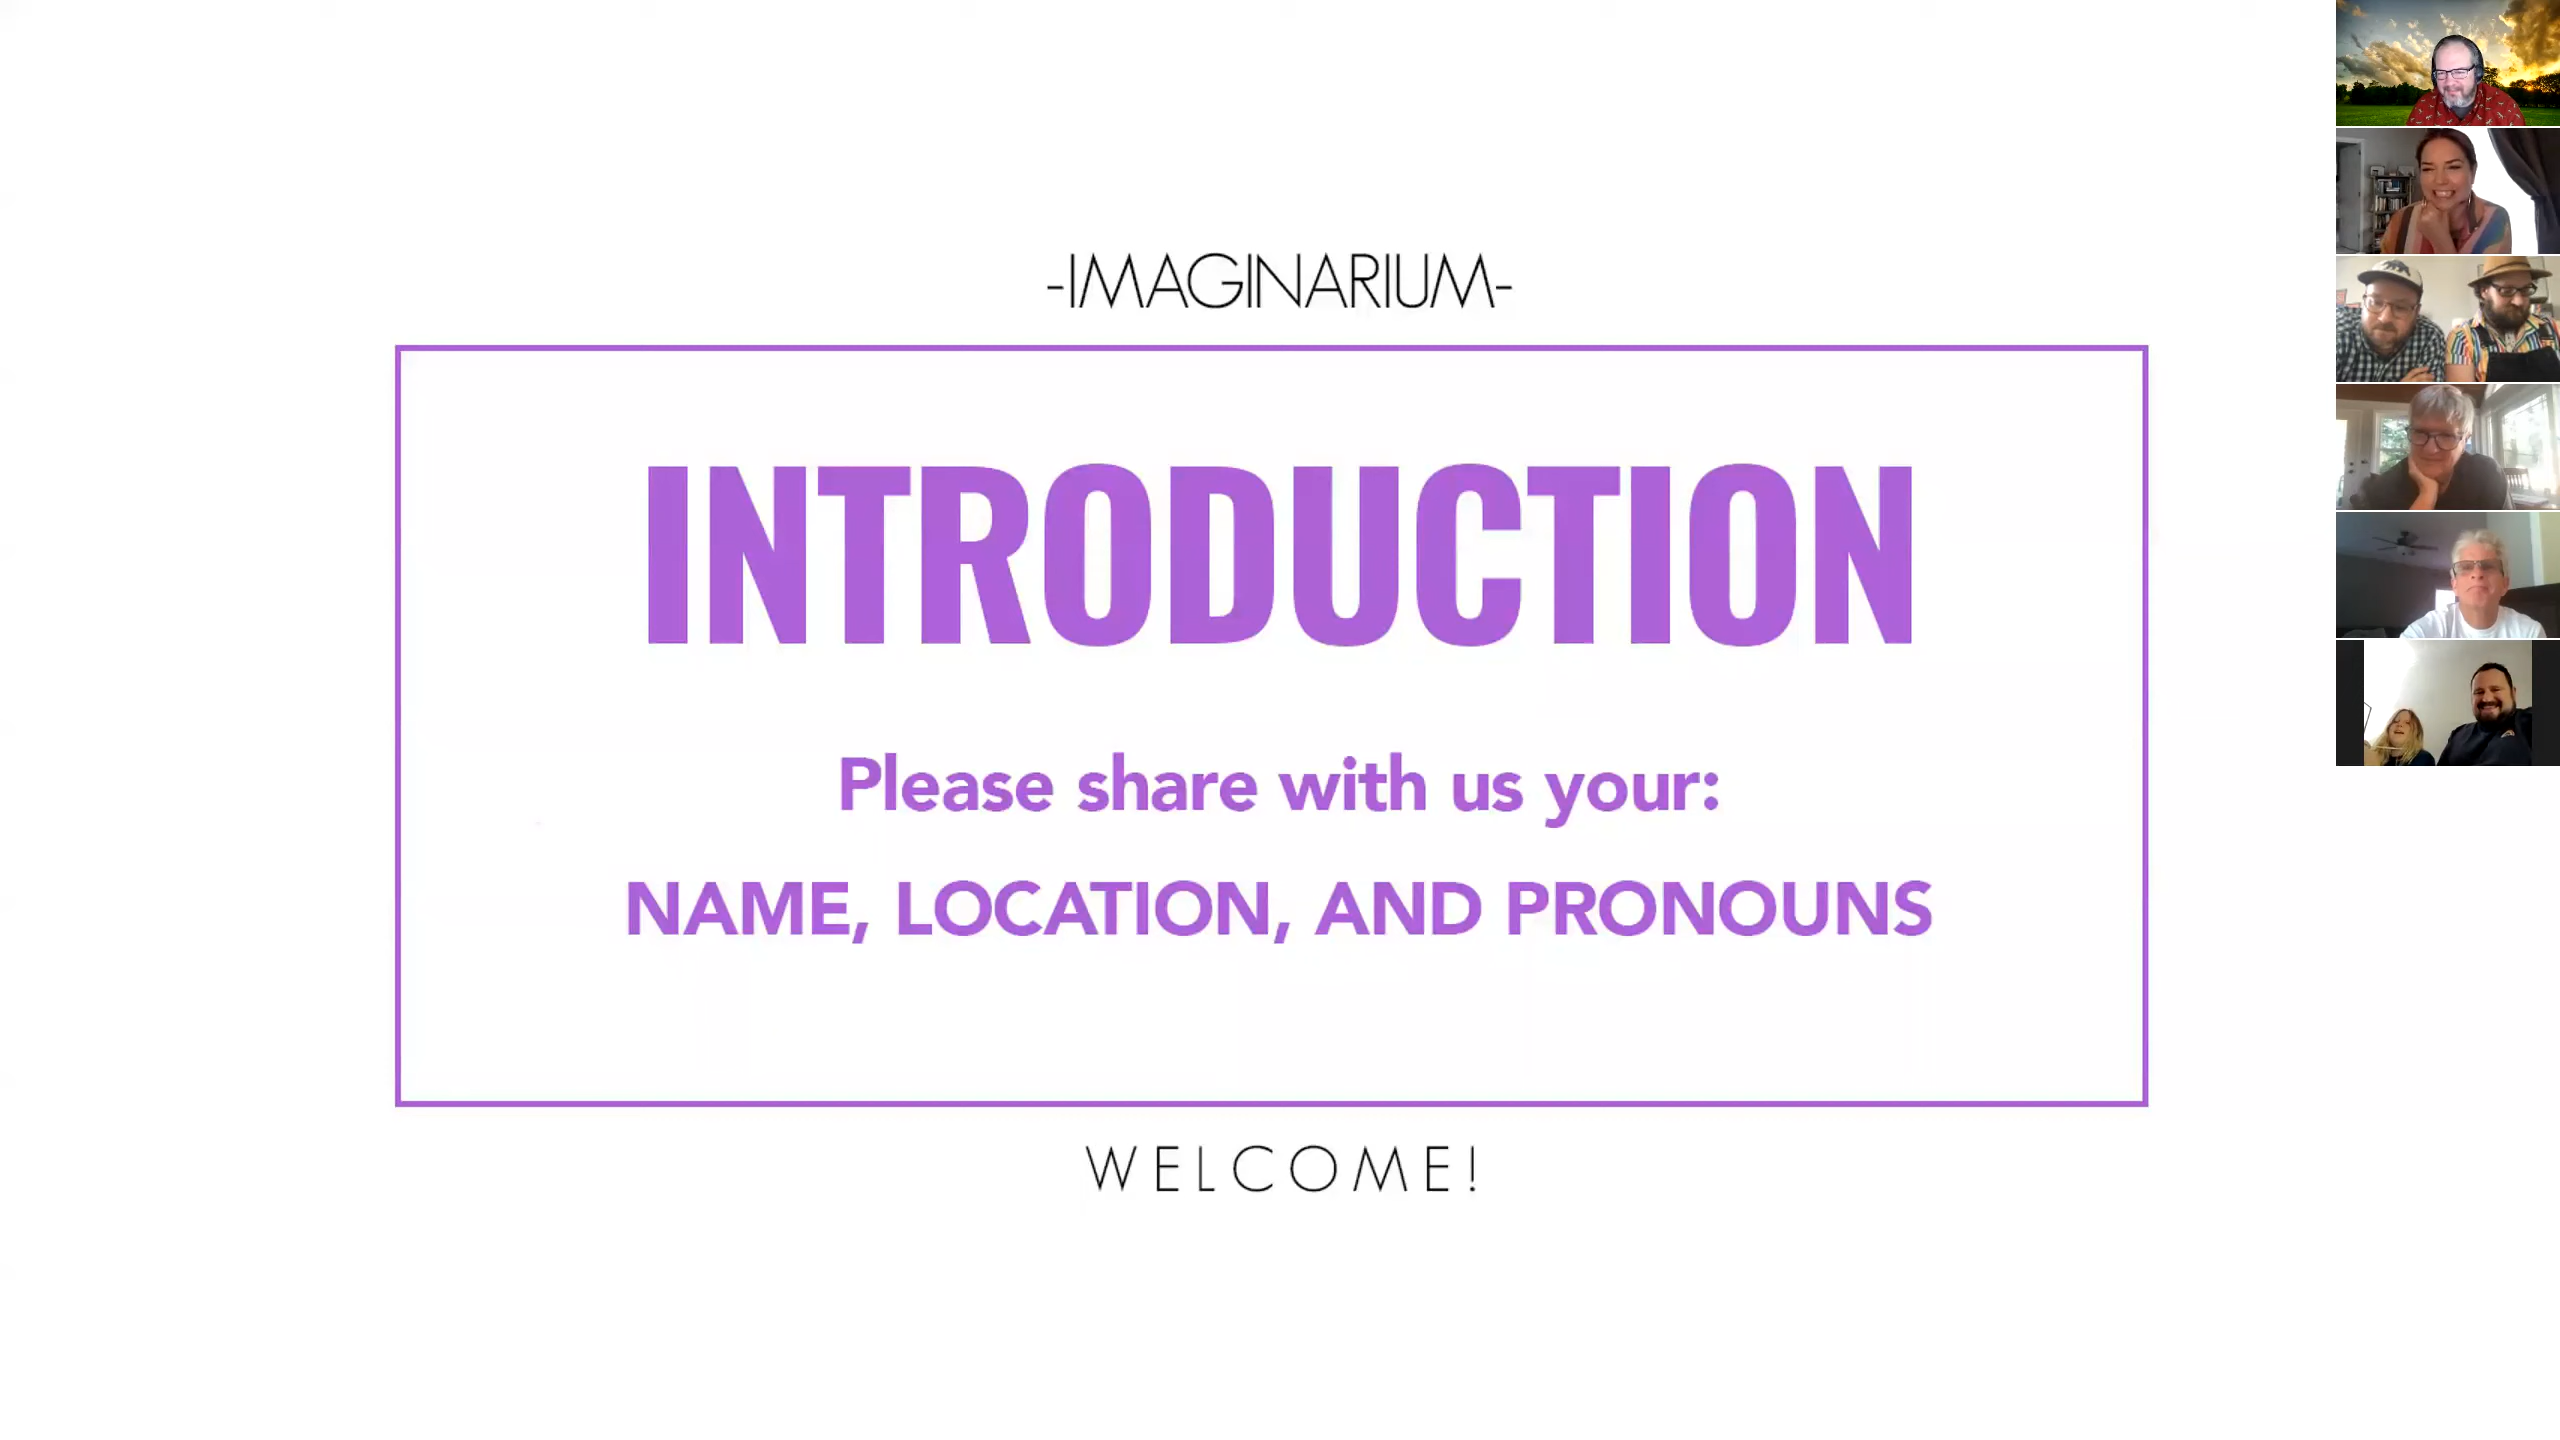 -IMAGINARIUM-
INTRODUCTION
Please share with us your:
NAME, LOCATION, AND PRONOUNS
WELCOME!